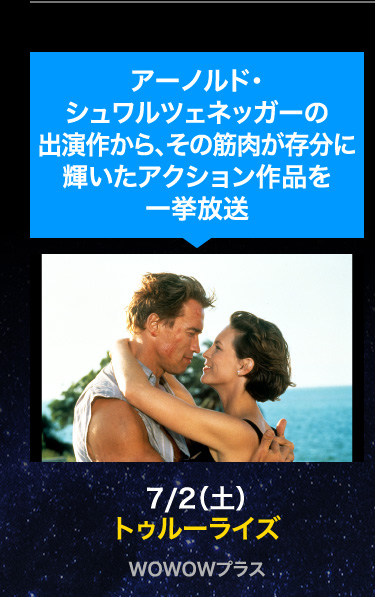 アーノルド・
シュワルツェネッガーの
出演作から、その筋肉が存分に
輝いたアクション作品を
一挙放送
7/2(土)
トゥルーライズ
WOWOWプラス